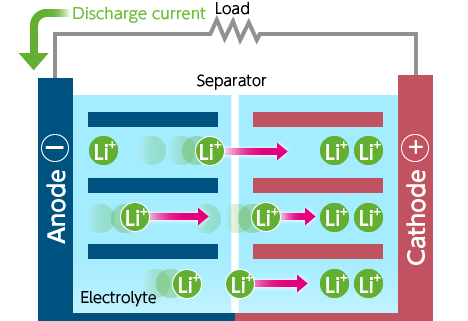 Discharge current
Load
Separator
Anode −
Cathode +
Li+
Li+
Li+
Li+
Li+
Li+
Li+
Li+
Li+
Li+
Li+
Li+
Electrolyte